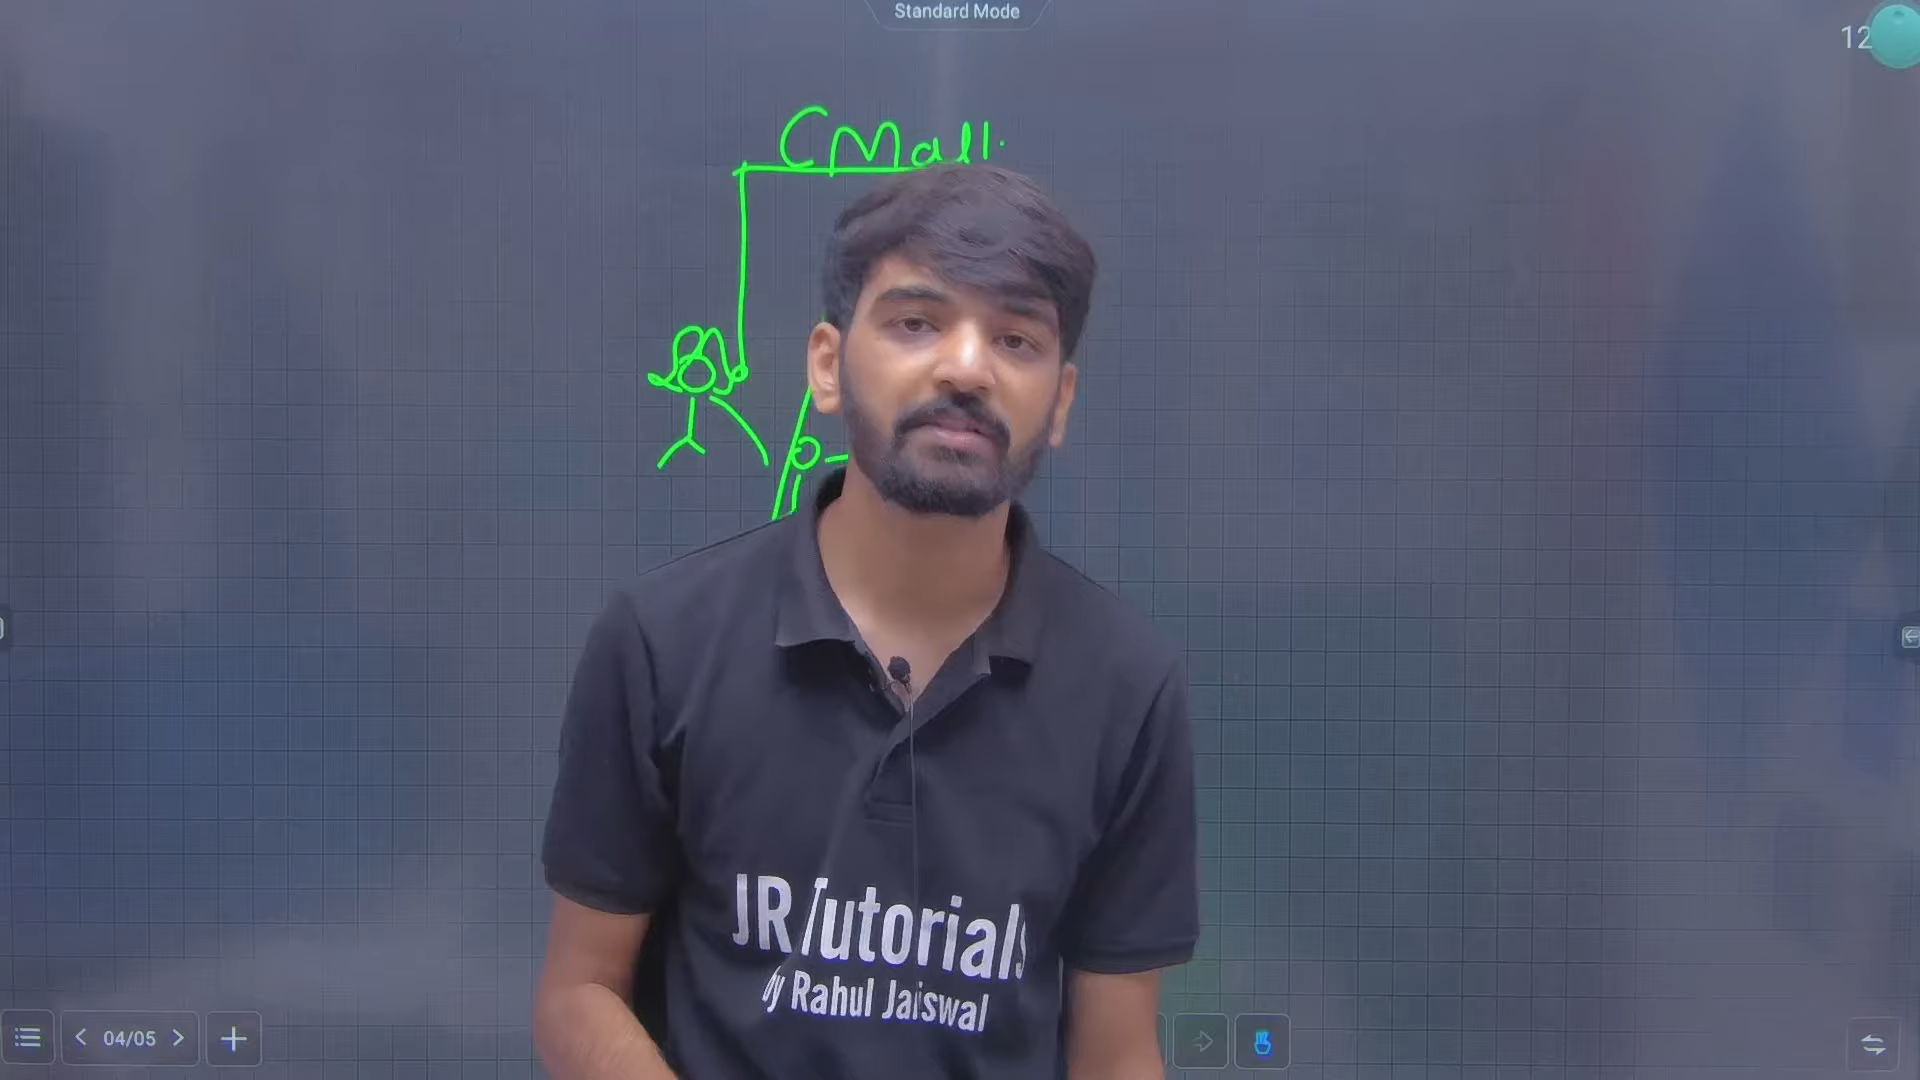 Standard Mode
12
C Mall.
JR Tutorials
by Rahul Jaiswal
04/05